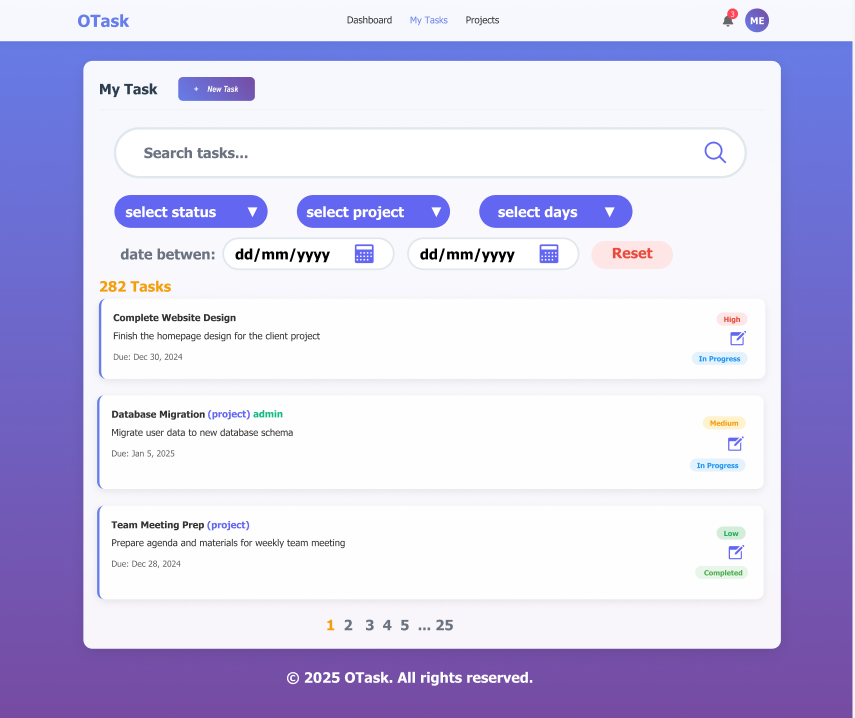 OTask Dashboard My Tasks Projects 3 ME
My Task + New Task
Search tasks...
select status ▼ select project ▼ select days ▼
date betwen: dd/mm/yyyy dd/mm/yyyy Reset
282 Tasks
Complete Website Design High
Finish the homepage design for the client project
Due: Dec 30, 2024 In Progress
Database Migration (project) admin Medium
Migrate user data to new database schema
Due: Jan 5, 2025 In Progress
Team Meeting Prep (project) Low
Prepare agenda and materials for weekly team meeting
Due: Dec 28, 2024 Completed
1 2 3 4 5 ... 25
© 2025 OTask. All rights reserved.